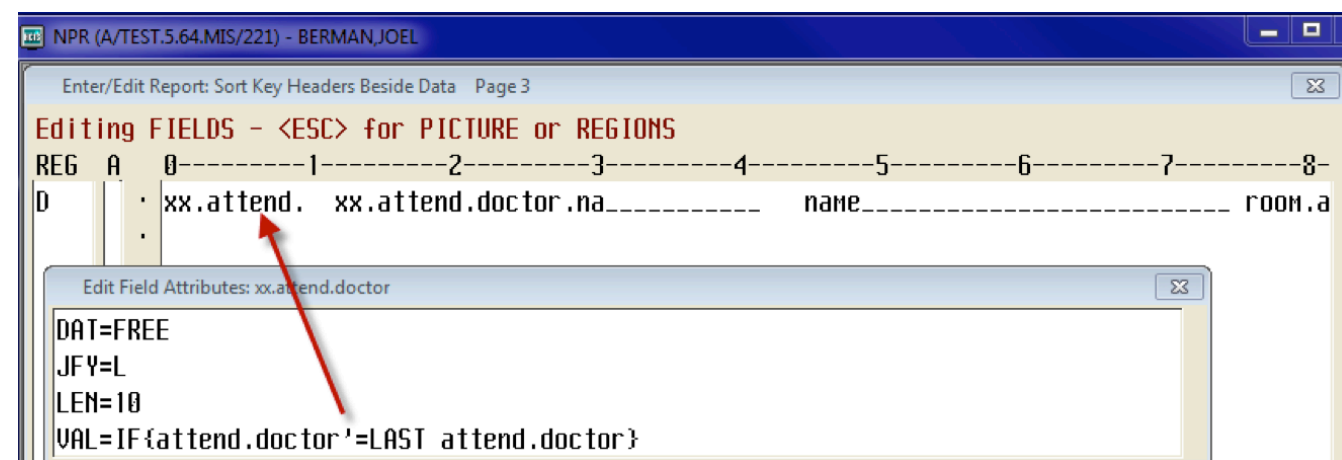 NPR (A/TEST.5.64.MIS/221) - BERMAN,JOEL
Enter/Edit Report: Sort Key Headers Beside Data Page 3
Editing FIELDS - <ESC> for PICTURE or REGIONS
REG A 0---------1---------2---------3---------4---------5---------6---------7---------8-
D . xx.attend. xx.attend.doctor.na___________ name__________________________ room.a
.
Edit Field Attributes: xx.attend.doctor
DAT=FREE
JFY=L
LEN=10
VAL=IF{attend.doctor'=LAST attend.doctor}